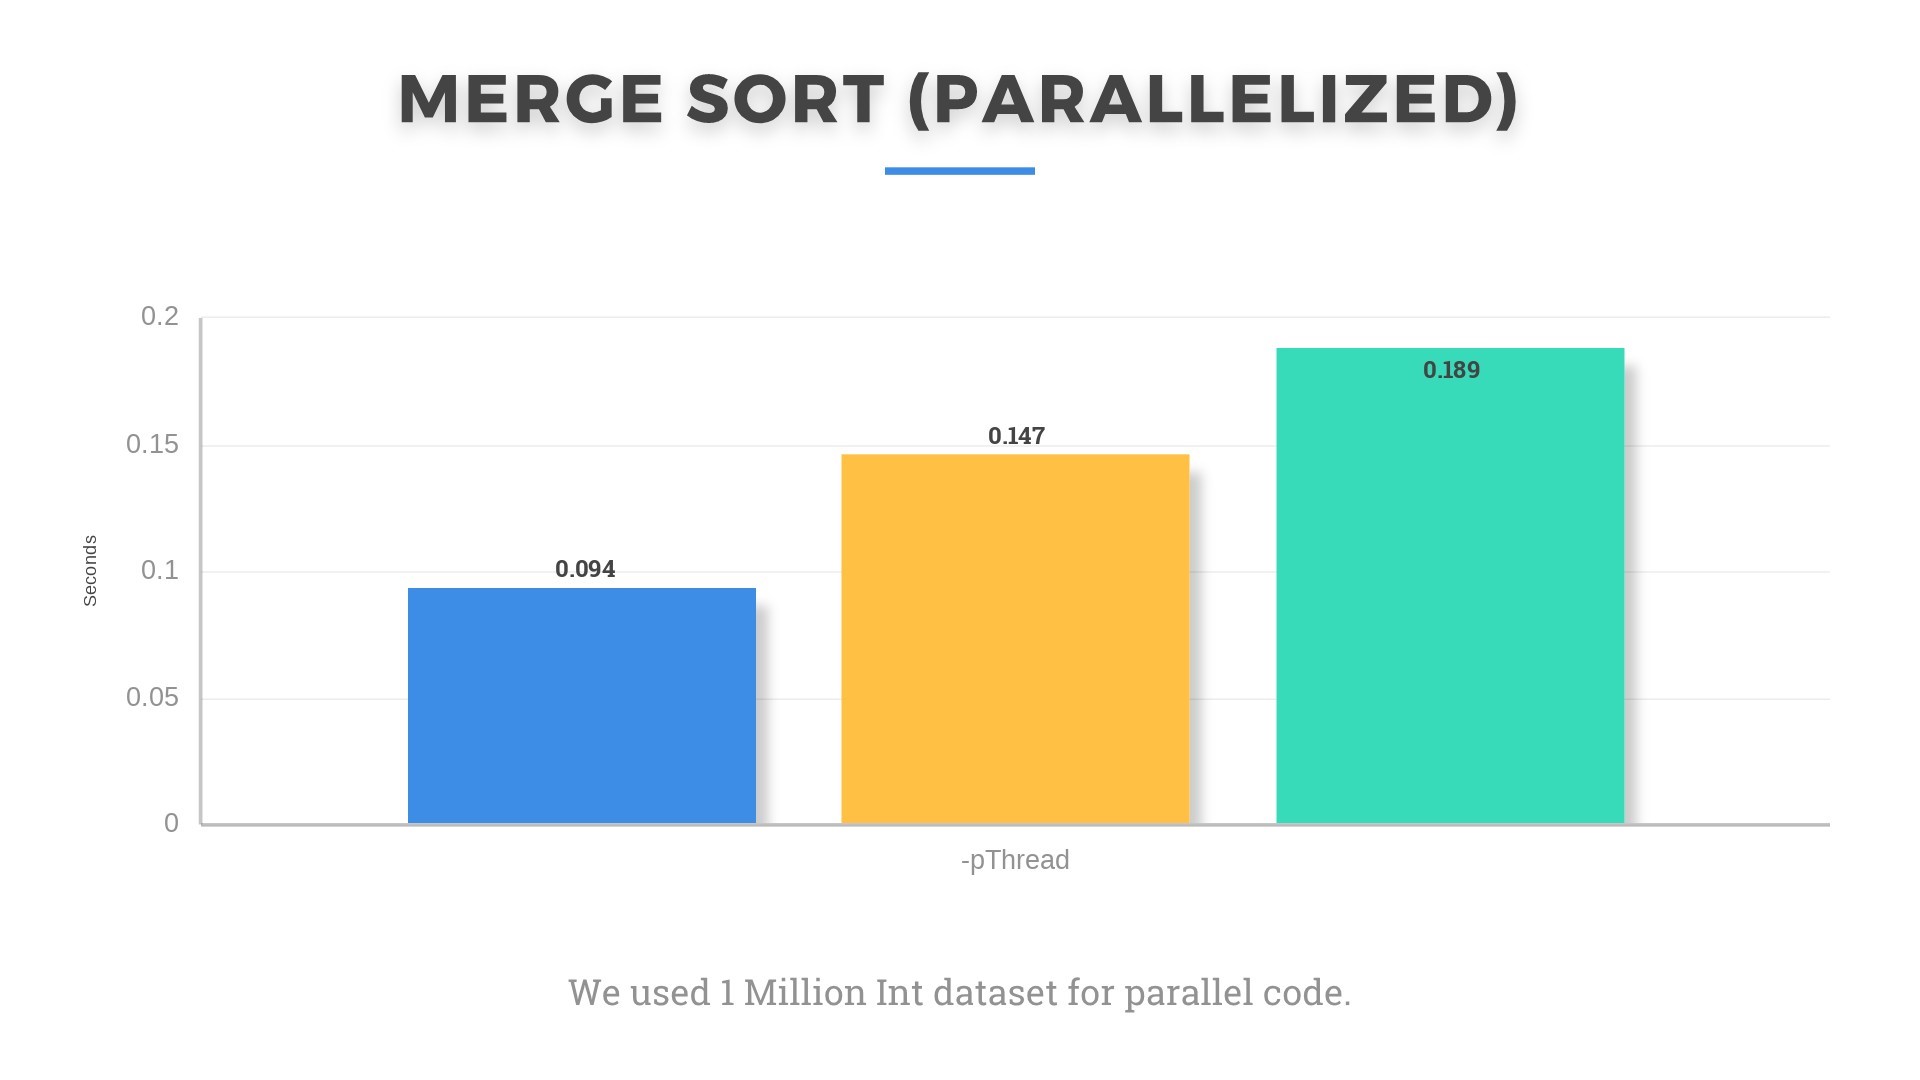 MERGE SORT (PARALLELIZED)
0.2
0.15
0.1
0.05
0
Seconds
0.094
0.147
0.189
-pThread
We used 1 Million Int dataset for parallel code.